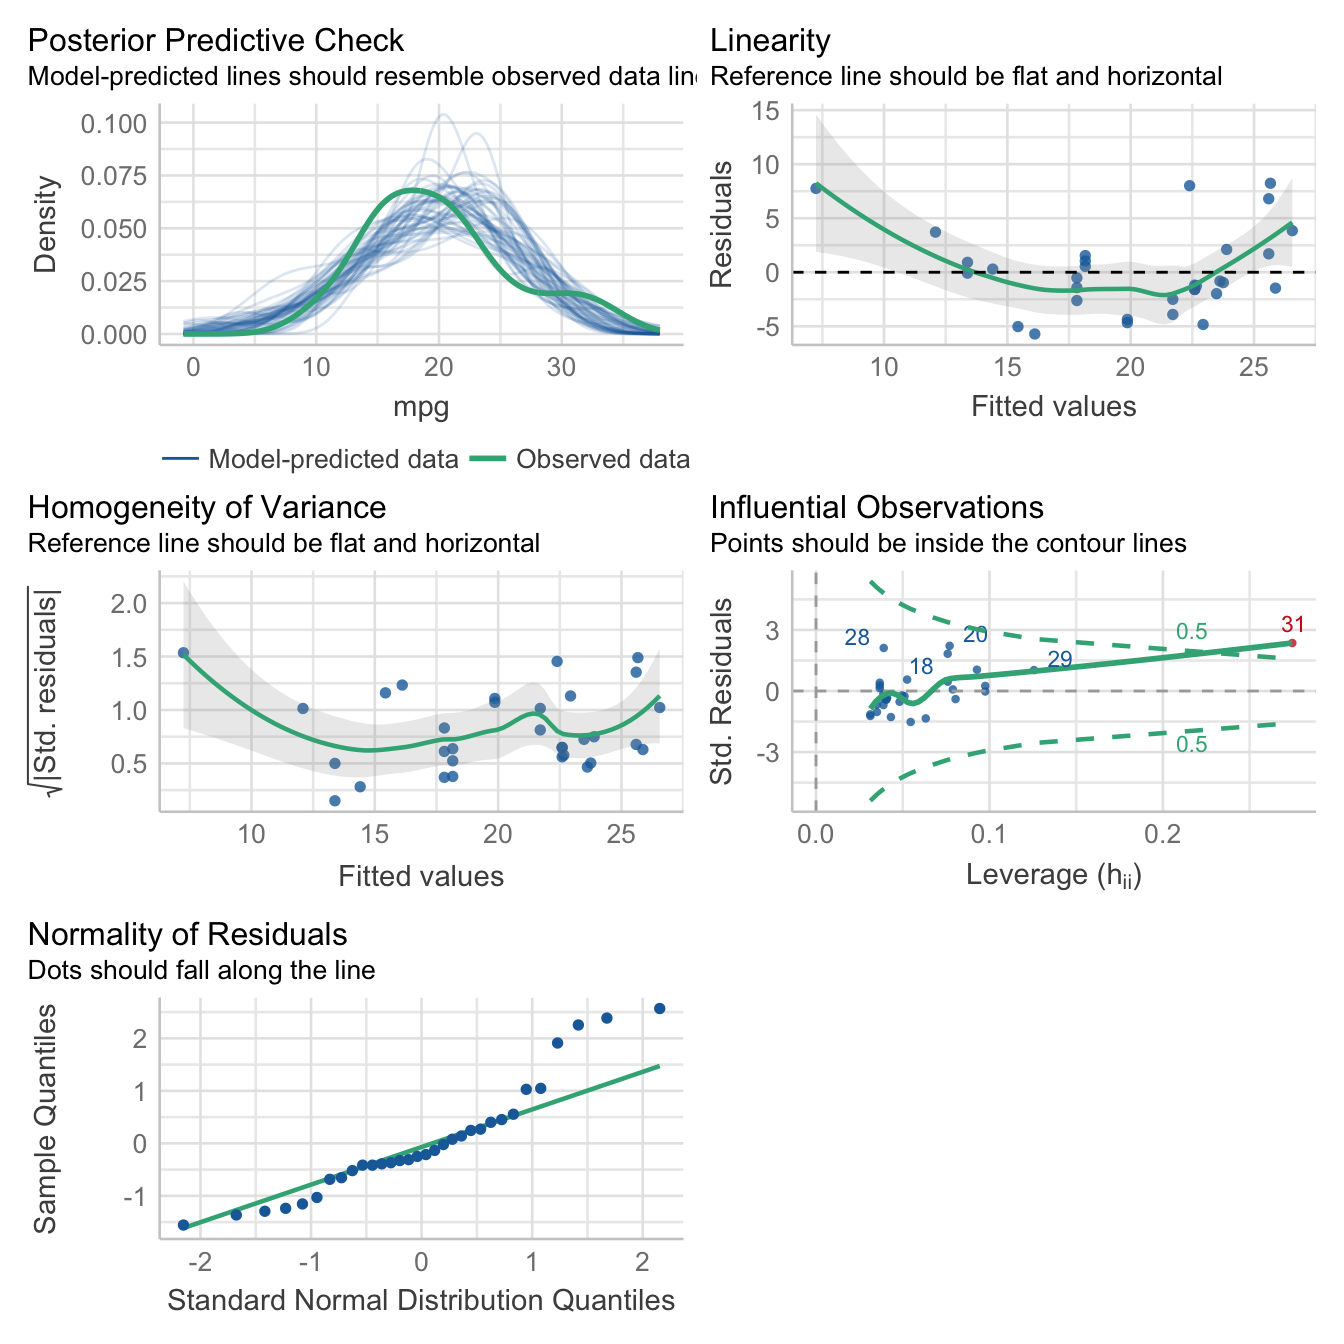 Posterior Predictive Check
Model-predicted lines should resemble observed data line
0.100
0.075
0.050
0.025
0.000
Density
0
10
20
30
mpg
Model-predicted data
Observed data
Linearity
Reference line should be flat and horizontal
15
10
5
0
-5
Residuals
10
15
20
25
Fitted values
Homogeneity of Variance
Reference line should be flat and horizontal
2.0
1.5
1.0
0.5
√|Std. residuals|
10
15
20
25
Fitted values
Influential Observations
Points should be inside the contour lines
3
0
-3
Std. Residuals
28
20
18
29
31
0.5
0.5
0.0
0.1
0.2
Leverage (hii)
Normality of Residuals
Dots should fall along the line
2
1
0
-1
Sample Quantiles
-2
-1
0
1
2
Standard Normal Distribution Quantiles